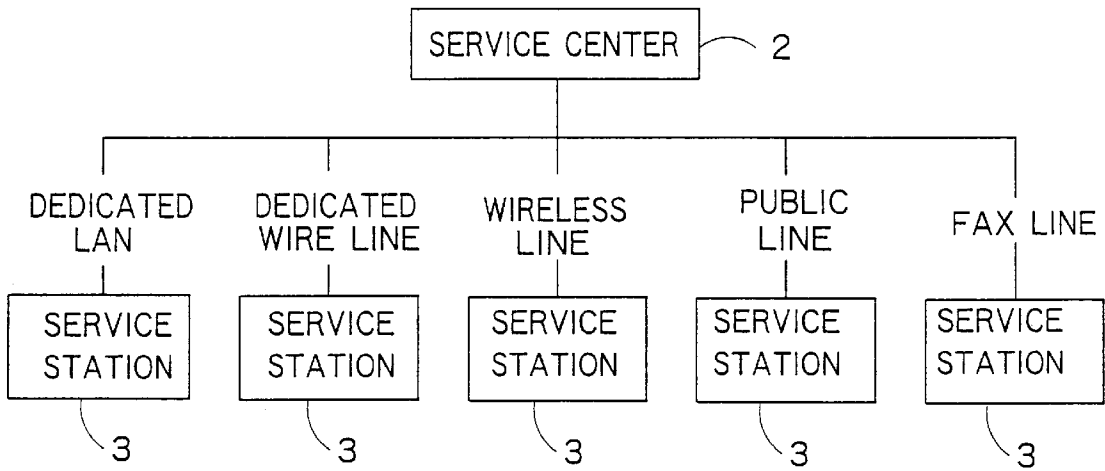 SERVICE CENTER
2
DEDICATED
LAN
DEDICATED
WIRE LINE
WIRELESS
LINE
PUBLIC
LINE
FAX LINE
SERVICE
STATION
SERVICE
STATION
SERVICE
STATION
SERVICE
STATION
SERVICE
STATION
3
3
3
3
3